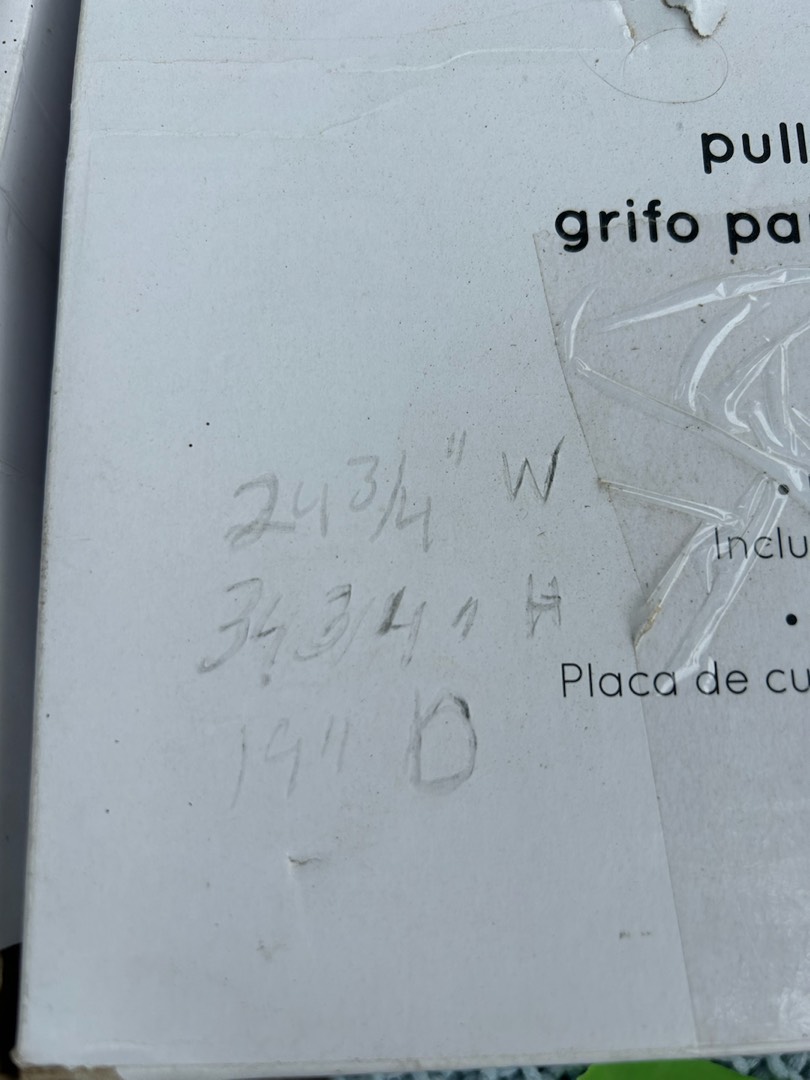 pull
grifo pa
24 3/4" W
34 3/4" H
19" D
Inclu
Placa de cu